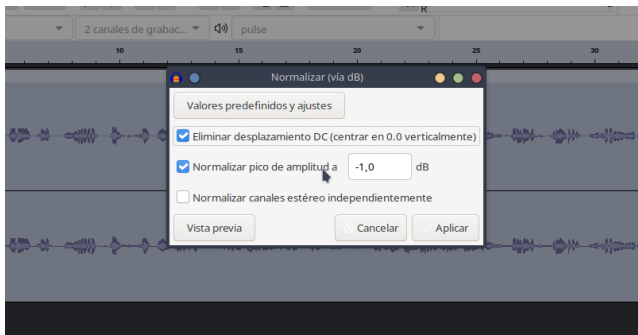 R
2 canales de grabac...
pulse
10 15 20 25 30
Normalizar (vía dB)
Valores predefinidos y ajustes
Eliminar desplazamiento DC (centrar en 0.0 verticalmente)
Normalizar pico de amplitud a -1,0 dB
Normalizar canales estéreo independientemente
Vista previa Cancelar Aplicar